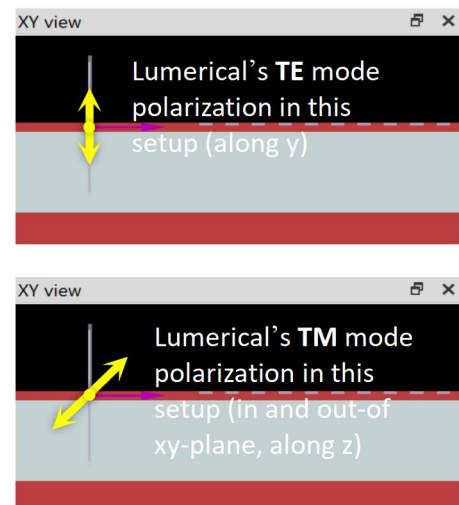 XY view
Lumerical’s TE mode
polarization in this
setup (along y)
XY view
Lumerical’s TM mode
polarization in this
setup (in and out-of
xy-plane, along z)